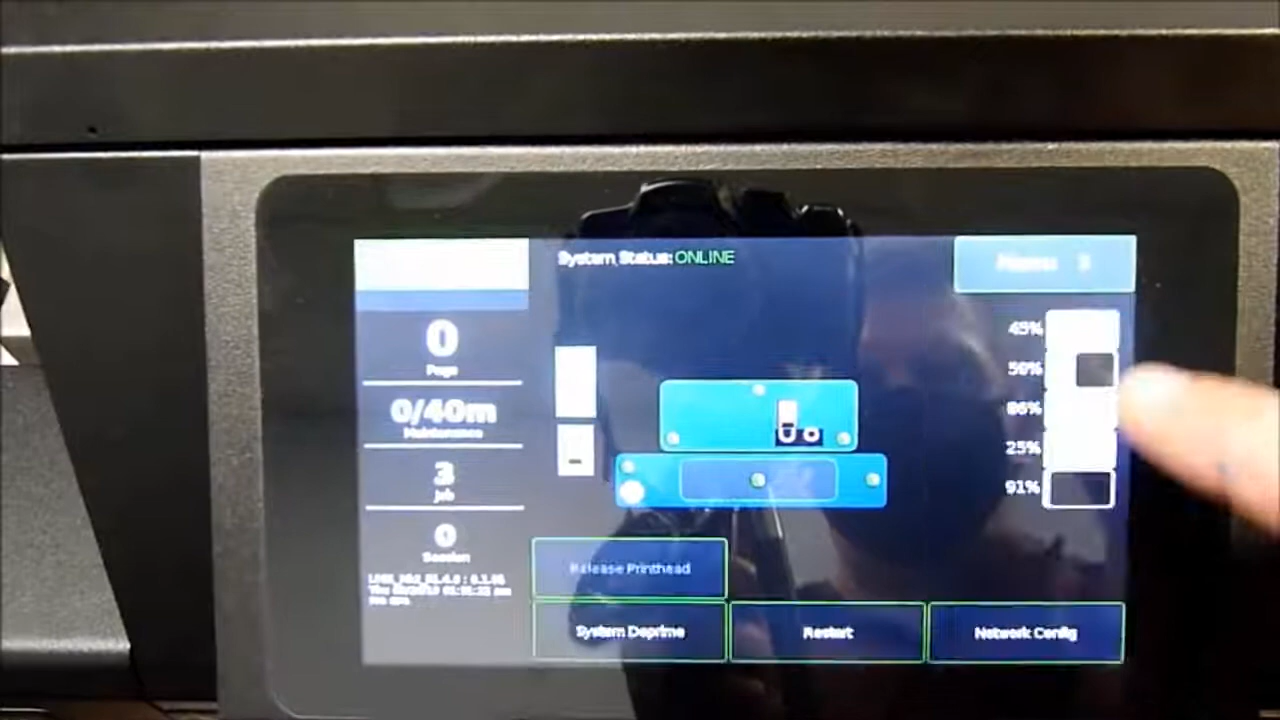 System Status: ONLINE
0
Page
0/40m
Maintenance
3
Job
0
Session
45%
50%
86%
25%
91%
Release Printhead
System Deprime
Restart
Network Config